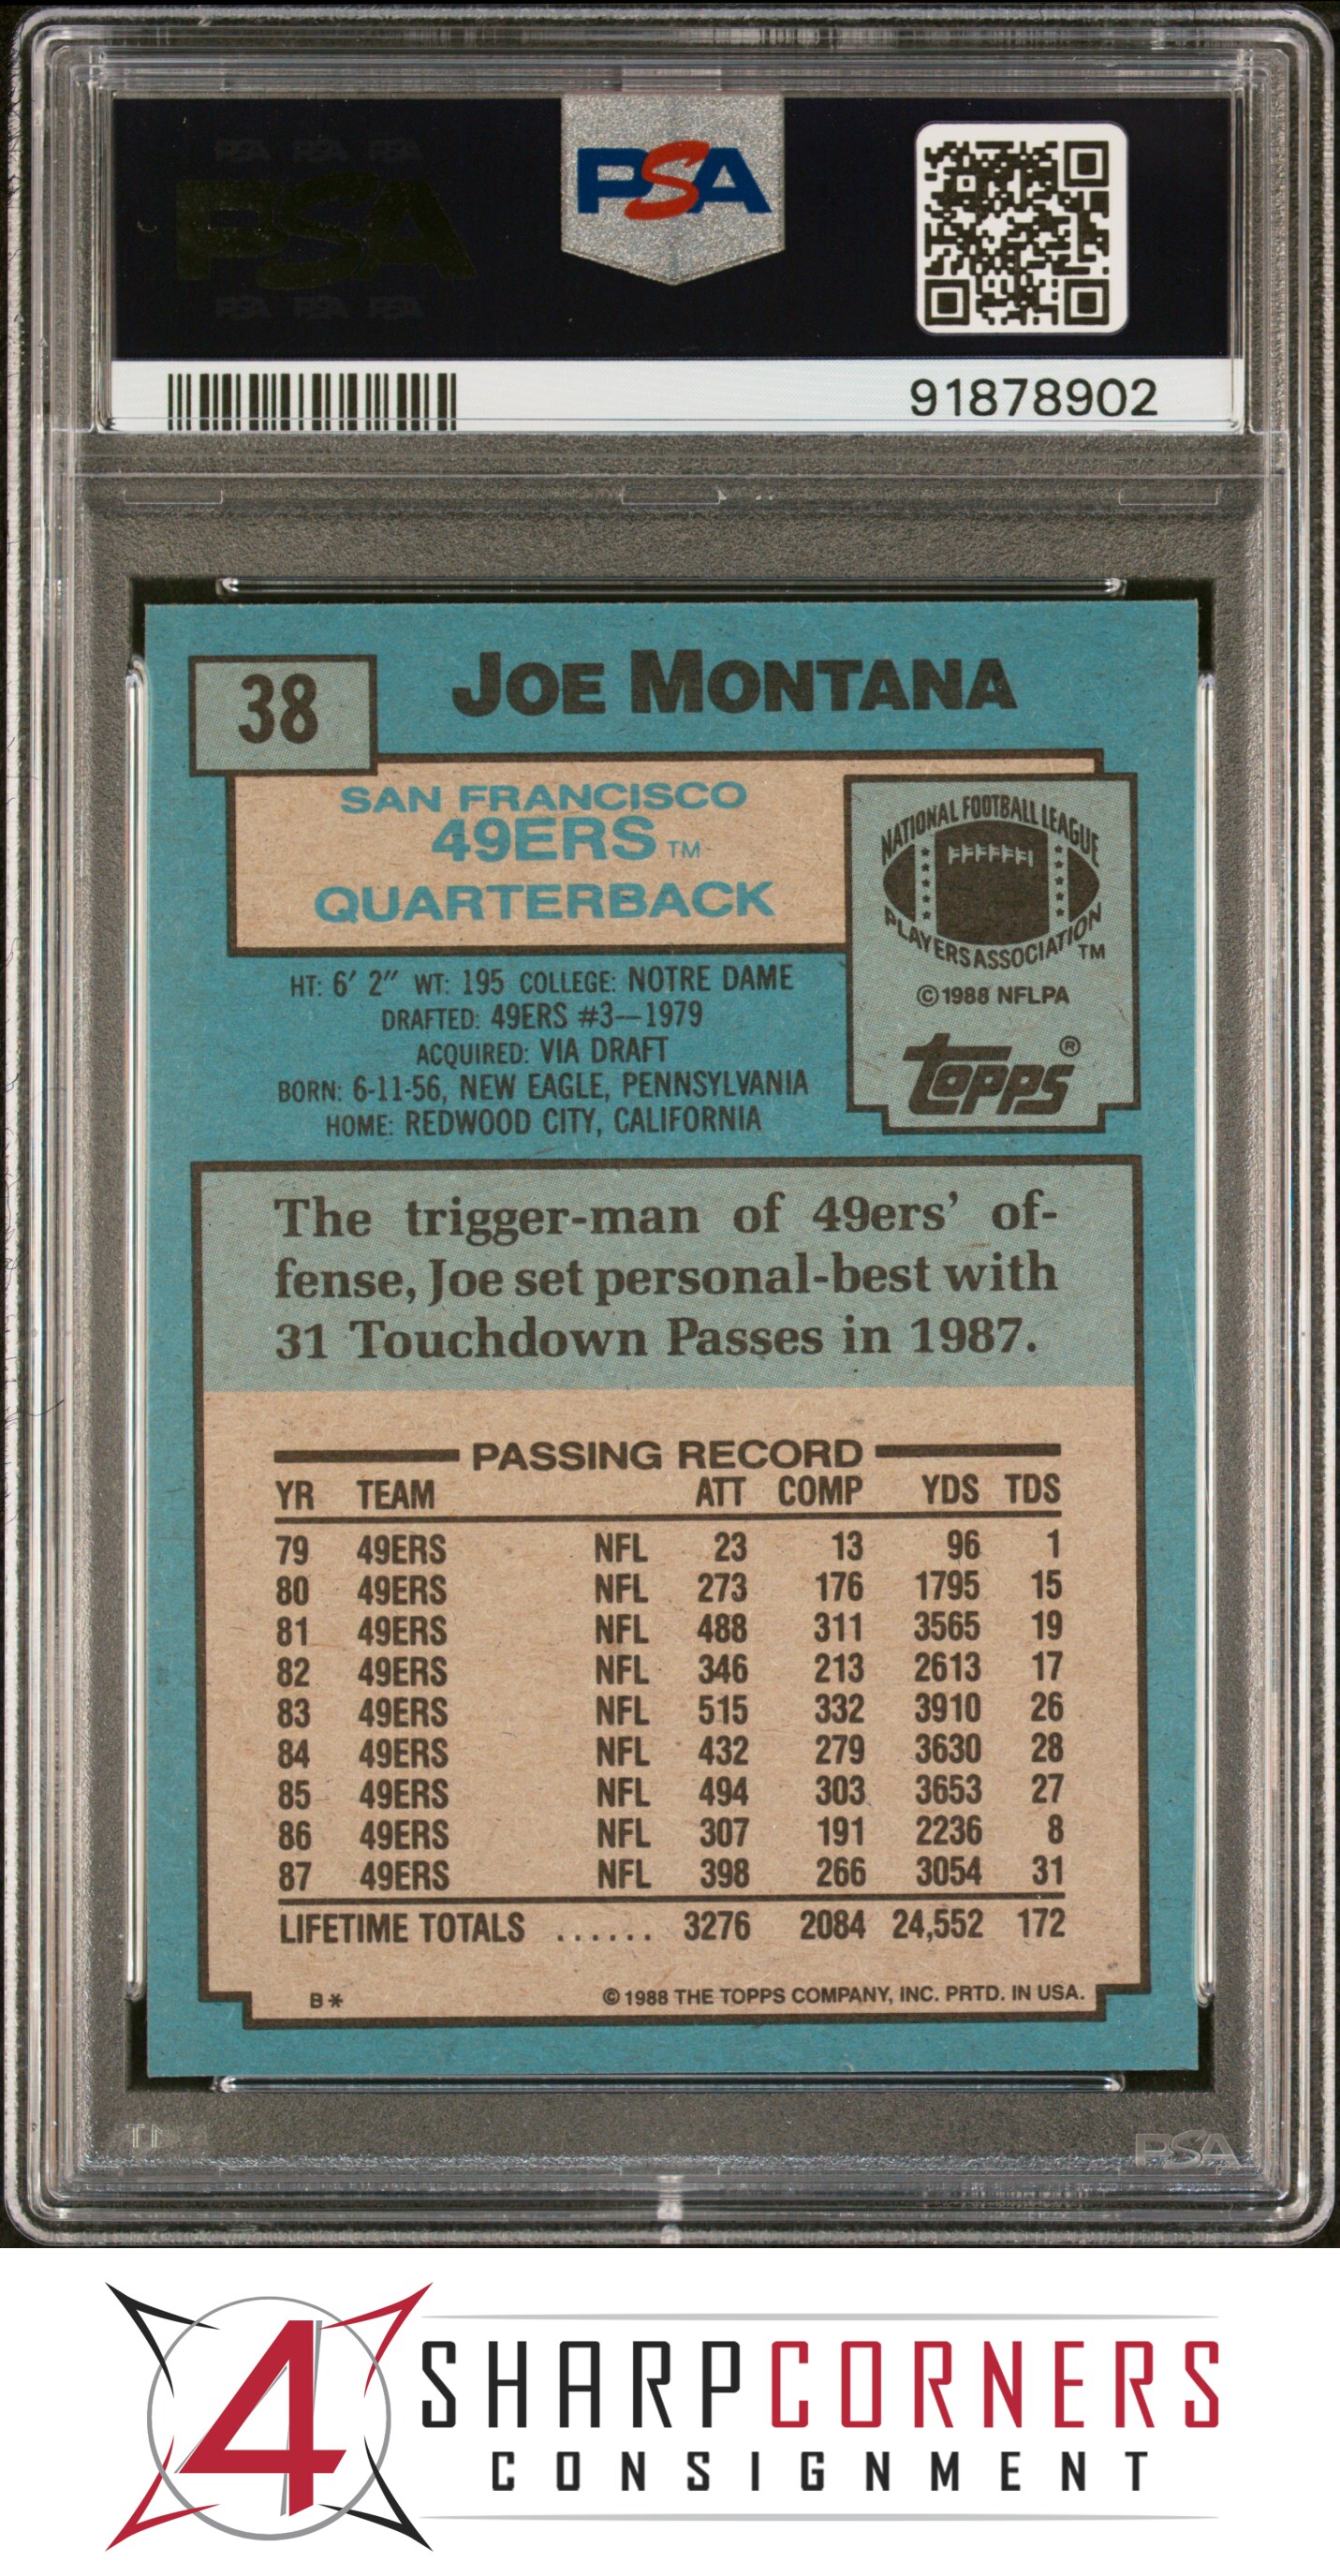 PSA PSA PSA
PSA
PSA PSA PSA
PSA
91878902
38
JOE MONTANA
SAN FRANCISCO
49ERS TM
QUARTERBACK
NATIONAL FOOTBALL LEAGUE
PLAYERS ASSOCIATION TM
©1988 NFLPA
topps®
HT: 6' 2" WT: 195 COLLEGE: NOTRE DAME
DRAFTED: 49ERS #3—1979
ACQUIRED: VIA DRAFT
BORN: 6-11-56, NEW EAGLE, PENNSYLVANIA
HOME: REDWOOD CITY, CALIFORNIA
The trigger-man of 49ers' of-
fense, Joe set personal-best with
31 Touchdown Passes in 1987.
PASSING RECORD
YR TEAM ATT COMP YDS TDS
79 49ERS NFL 23 13 96 1
80 49ERS NFL 273 176 1795 15
81 49ERS NFL 488 311 3565 19
82 49ERS NFL 346 213 2613 17
83 49ERS NFL 515 332 3910 26
84 49ERS NFL 432 279 3630 28
85 49ERS NFL 494 303 3653 27
86 49ERS NFL 307 191 2236 8
87 49ERS NFL 398 266 3054 31
LIFETIME TOTALS ...... 3276 2084 24,552 172
B* ©1988 THE TOPPS COMPANY, INC. PRTD. IN USA.
PSA
4 SHARPCORNERS
CONSIGNMENT